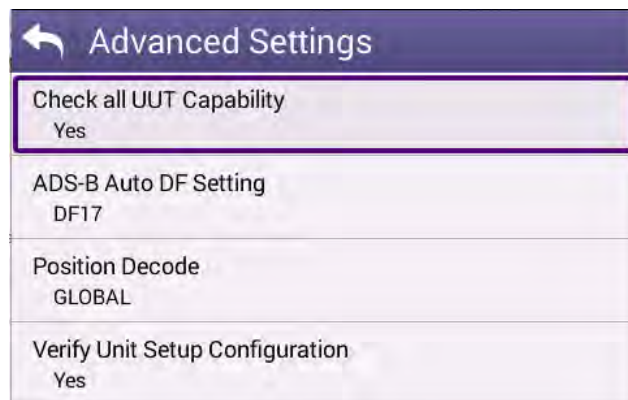 Advanced Settings
Check all UUT Capability
Yes
ADS-B Auto DF Setting
DF17
Position Decode
GLOBAL
Verify Unit Setup Configuration
Yes